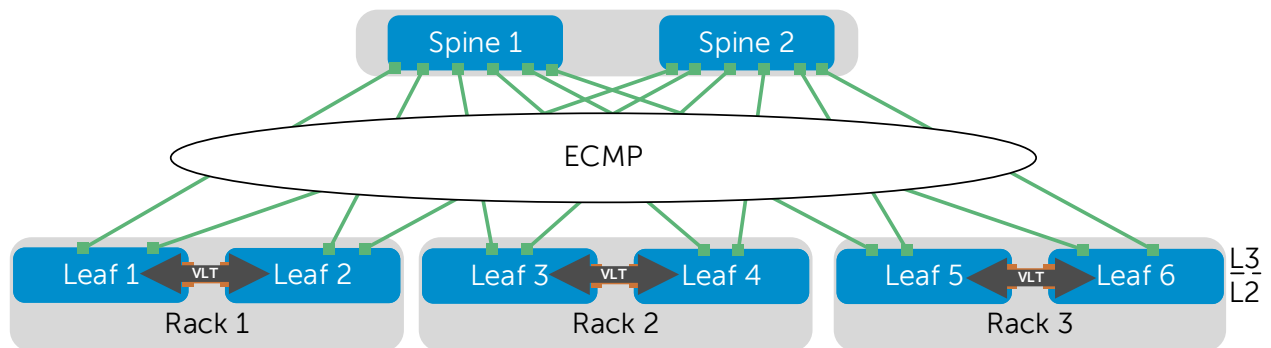 Spine 1
Spine 2
ECMP
Leaf 1
VLT
Leaf 2
Leaf 3
VLT
Leaf 4
Leaf 5
VLT
Leaf 6
L3
L2
Rack 1
Rack 2
Rack 3